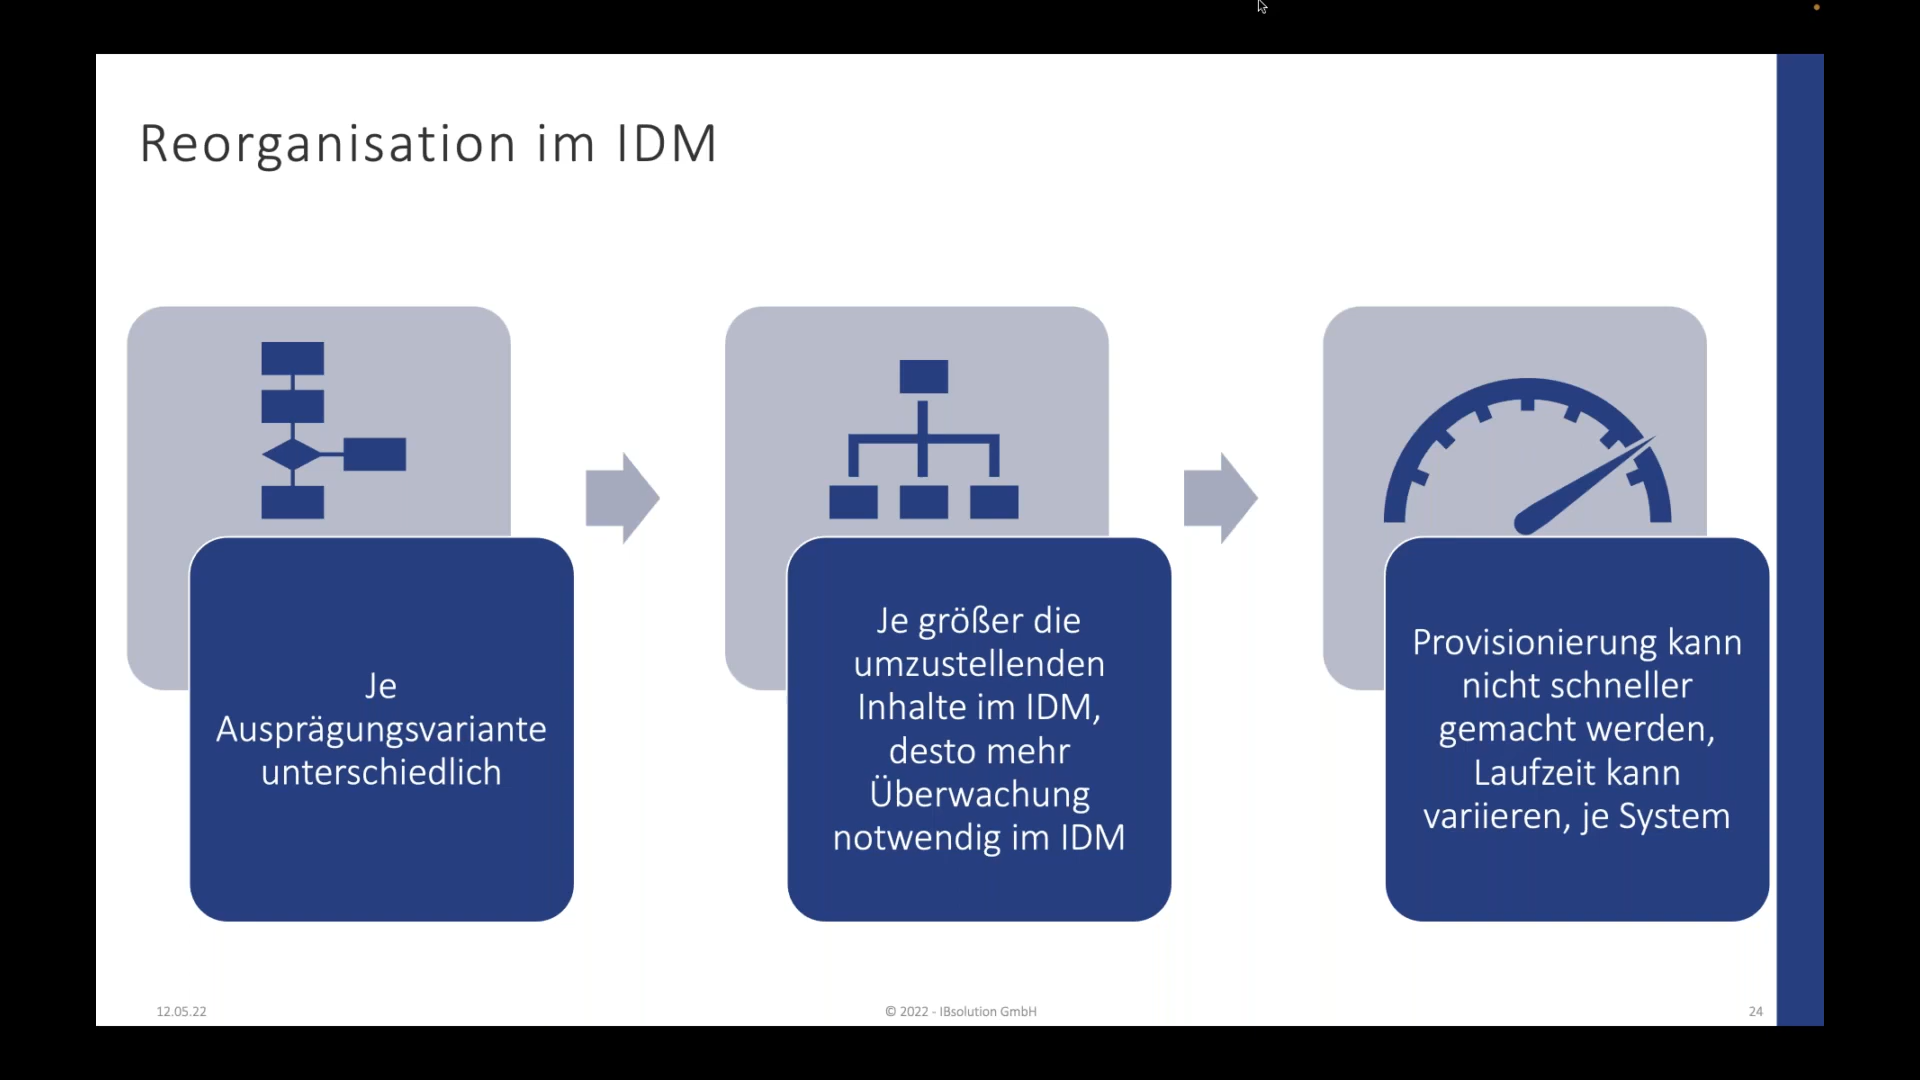 Reorganisation im IDM
Je
Ausprägungsvariante
unterschiedlich
Je größer die
umzustellenden
Inhalte im IDM,
desto mehr
Überwachung
notwendig im IDM
Provisionierung kann
nicht schneller
gemacht werden,
Laufzeit kann
variieren, je System
12.05.22
© 2022 - IBsolution GmbH
24